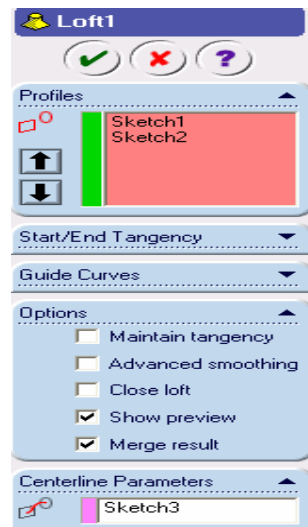 Loft1
?
Profiles
Sketch1
Sketch2
Start/End Tangency
Guide Curves
Options
Maintain tangency
Advanced smoothing
Close loft
Show preview
Merge result
Centerline Parameters
Sketch3